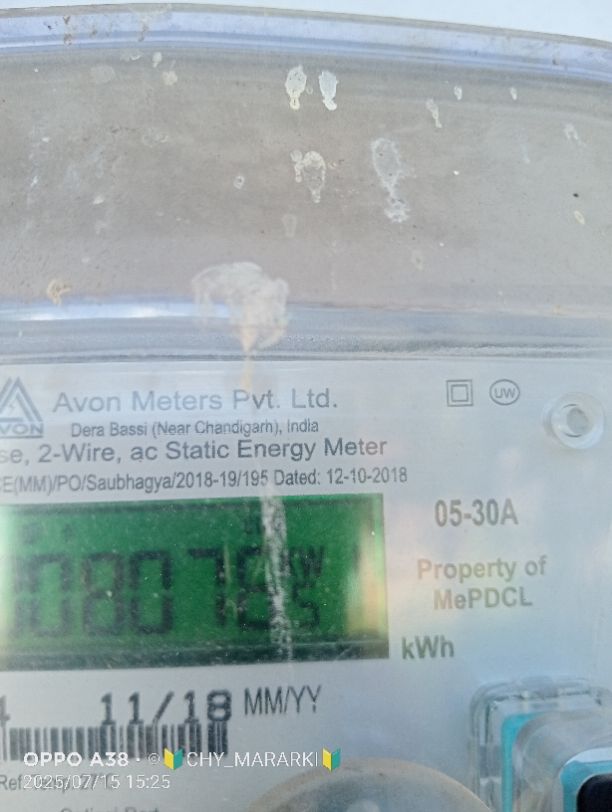 Avon Meters Pvt. Ltd.
UW
AVON
Dera Bassi (Near Chandigarh), India
se, 2-Wire, ac Static Energy Meter
CE(MM)/PO/Saubhagya/2018-19/195 Dated: 12-10-2018
05-30A
Property of
MePDCL
kWh
11/18 MM/YY
OPPO A38 · @🔰CHY_MARARKI🔰
2025/07/15 15:25